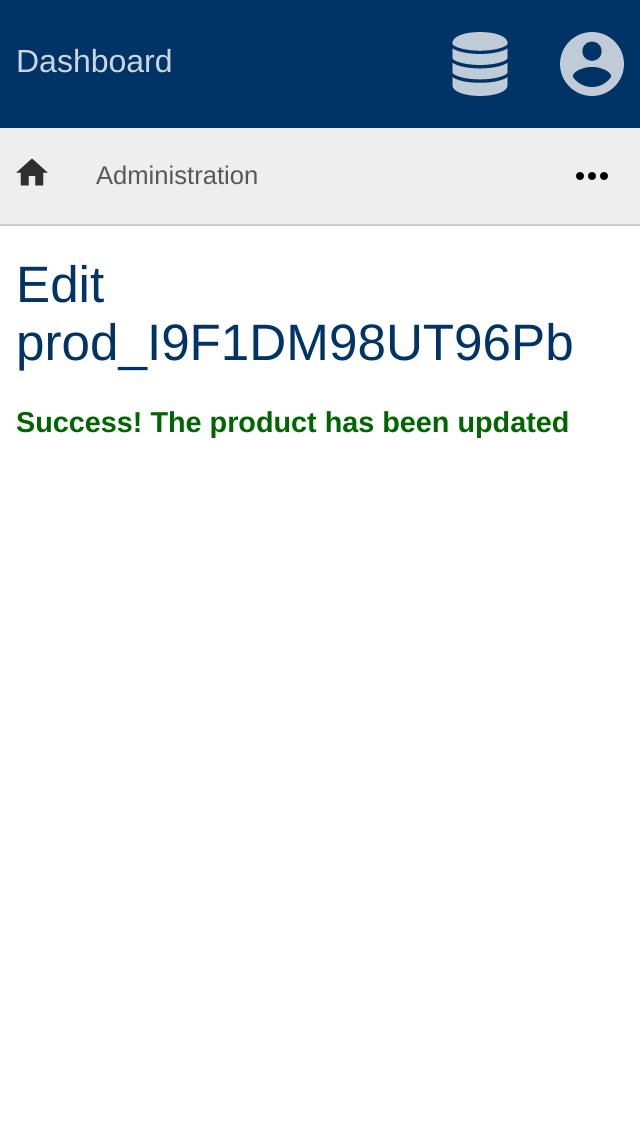 Dashboard
Administration
Edit
prod_I9F1DM98UT96Pb
Success! The product has been updated